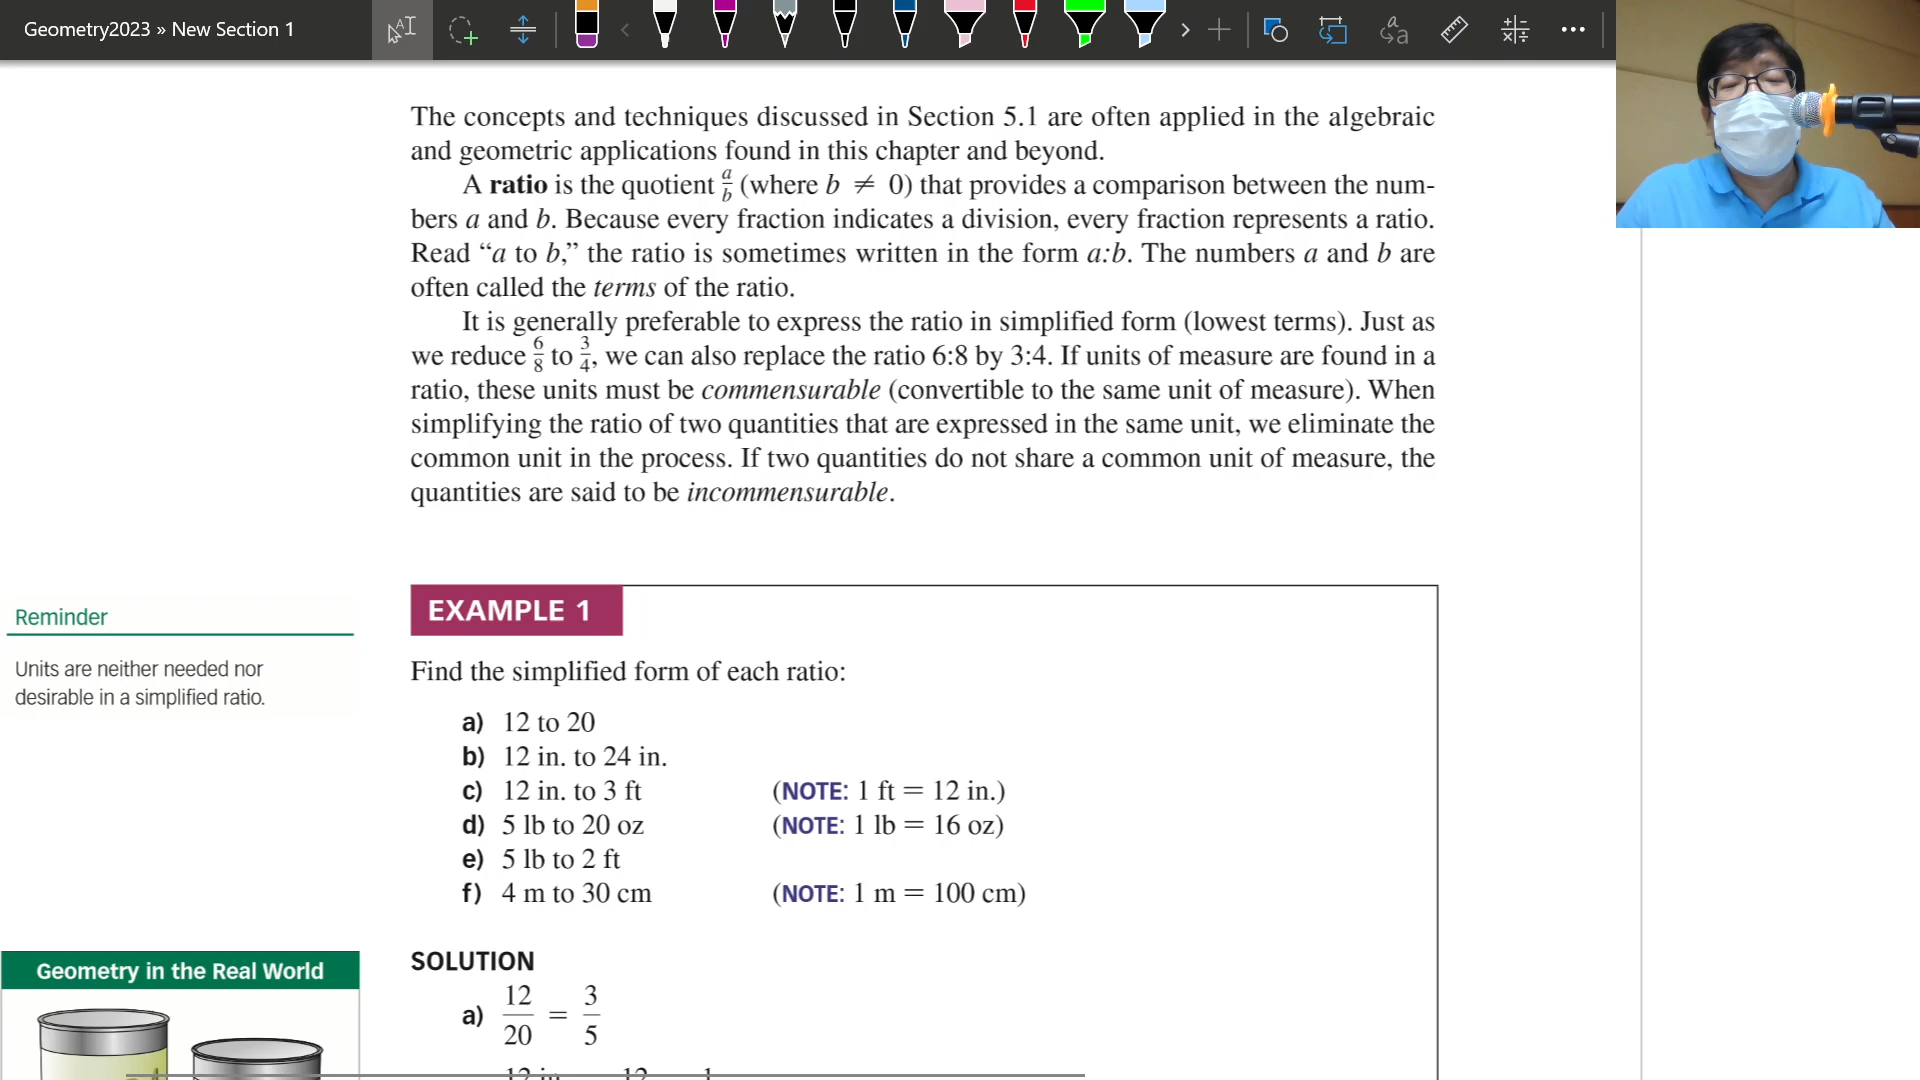 Geometry2023 » New Section 1
The concepts and techniques discussed in Section 5.1 are often applied in the algebraic
and geometric applications found in this chapter and beyond.
A ratio is the quotient a/b (where b ≠ 0) that provides a comparison between the num-
bers a and b. Because every fraction indicates a division, every fraction represents a ratio.
Read “a to b,” the ratio is sometimes written in the form a:b. The numbers a and b are
often called the terms of the ratio.
It is generally preferable to express the ratio in simplified form (lowest terms). Just as
we reduce 6/8 to 3/4, we can also replace the ratio 6:8 by 3:4. If units of measure are found in a
ratio, these units must be commensurable (convertible to the same unit of measure). When
simplifying the ratio of two quantities that are expressed in the same unit, we eliminate the
common unit in the process. If two quantities do not share a common unit of measure, the
quantities are said to be incommensurable.
Reminder
Units are neither needed nor
desirable in a simplified ratio.
EXAMPLE 1
Find the simplified form of each ratio:
a) 12 to 20
b) 12 in. to 24 in.
c) 12 in. to 3 ft (NOTE: 1 ft = 12 in.)
d) 5 lb to 20 oz (NOTE: 1 lb = 16 oz)
e) 5 lb to 2 ft
f) 4 m to 30 cm (NOTE: 1 m = 100 cm)
SOLUTION
a) 12/20 = 3/5
Geometry in the Real World